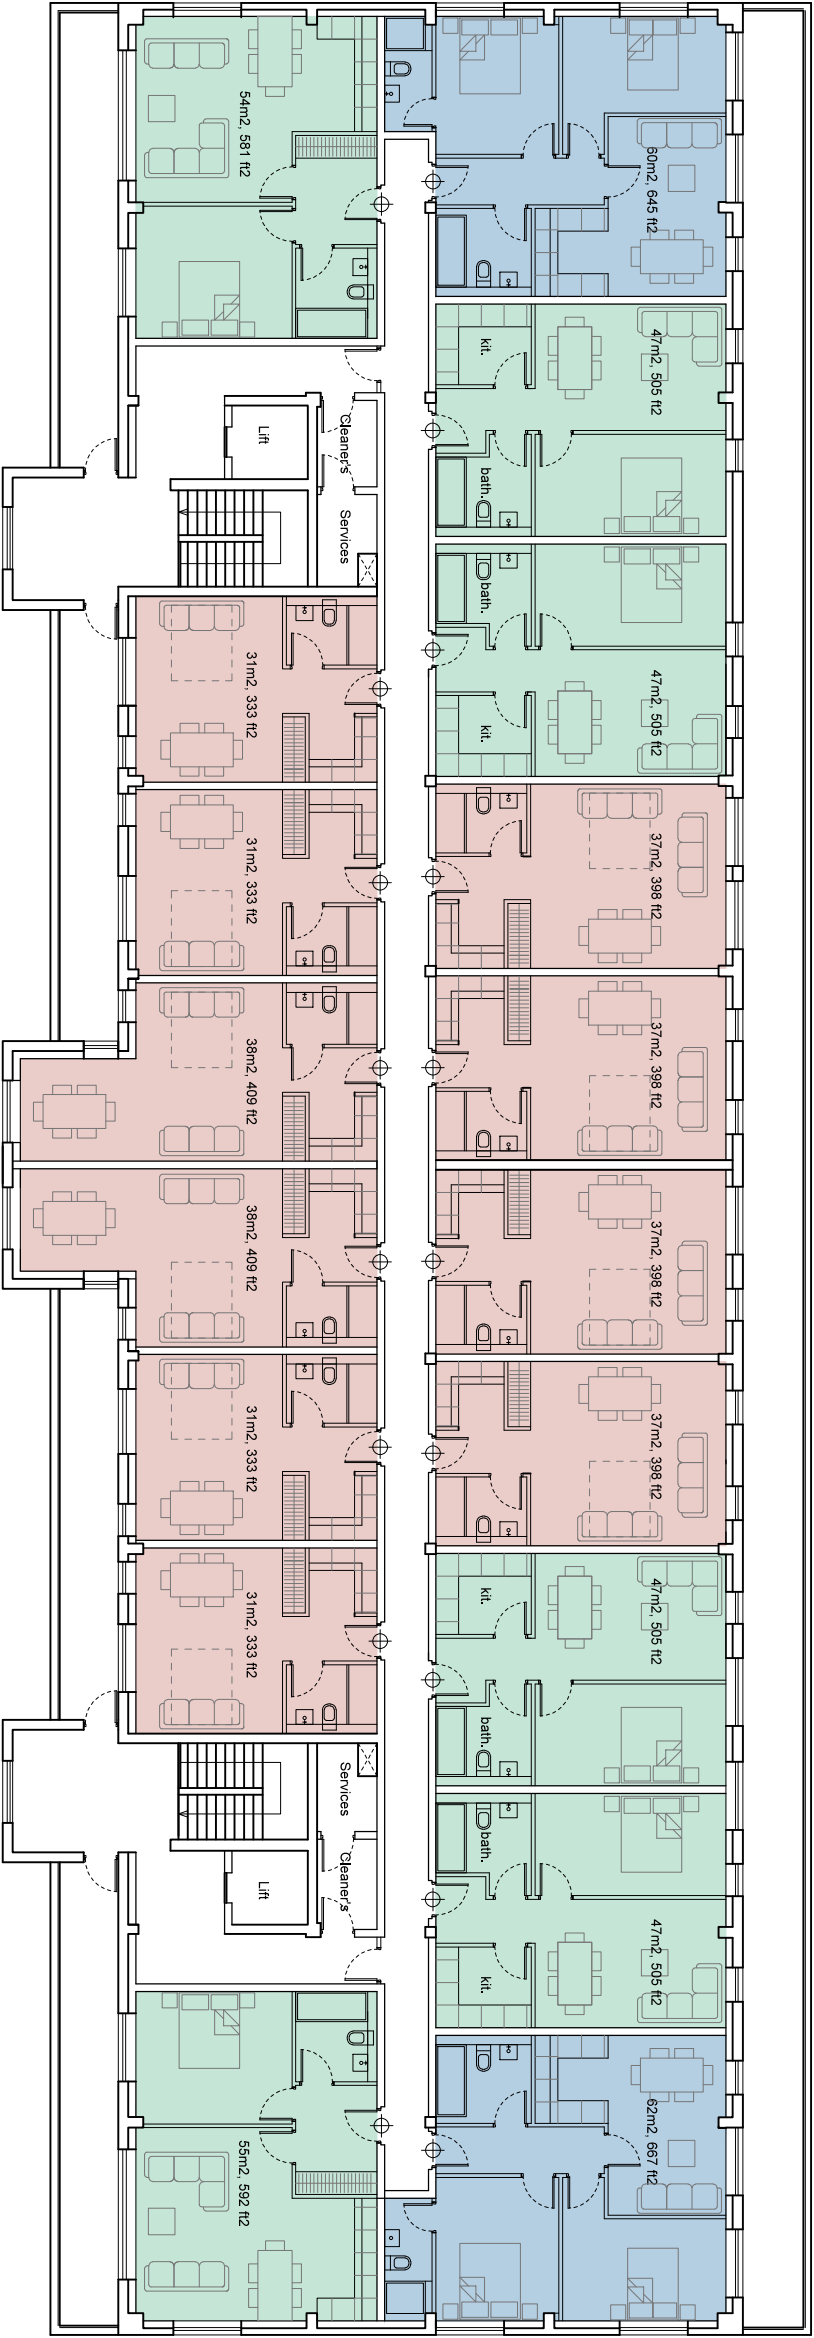 54m2, 581 ft2
60m2, 645 ft2
kit.
47m2, 505 ft2
Cleaner's
Lift
bath.
Services
bath.
31m2, 333 ft2
47m2, 505 ft2
kit.
31m2, 333 ft2
37m2, 398 ft2
38m2, 409 ft2
37m2, 398 ft2
38m2, 409 ft2
37m2, 398 ft2
31m2, 333 ft2
37m2, 398 ft2
31m2, 333 ft2
kit.
47m2, 505 ft2
bath.
Services
bath.
Lift
Cleaner's
47m2, 505 ft2
kit.
55m2, 592 ft2
62m2, 667 ft2